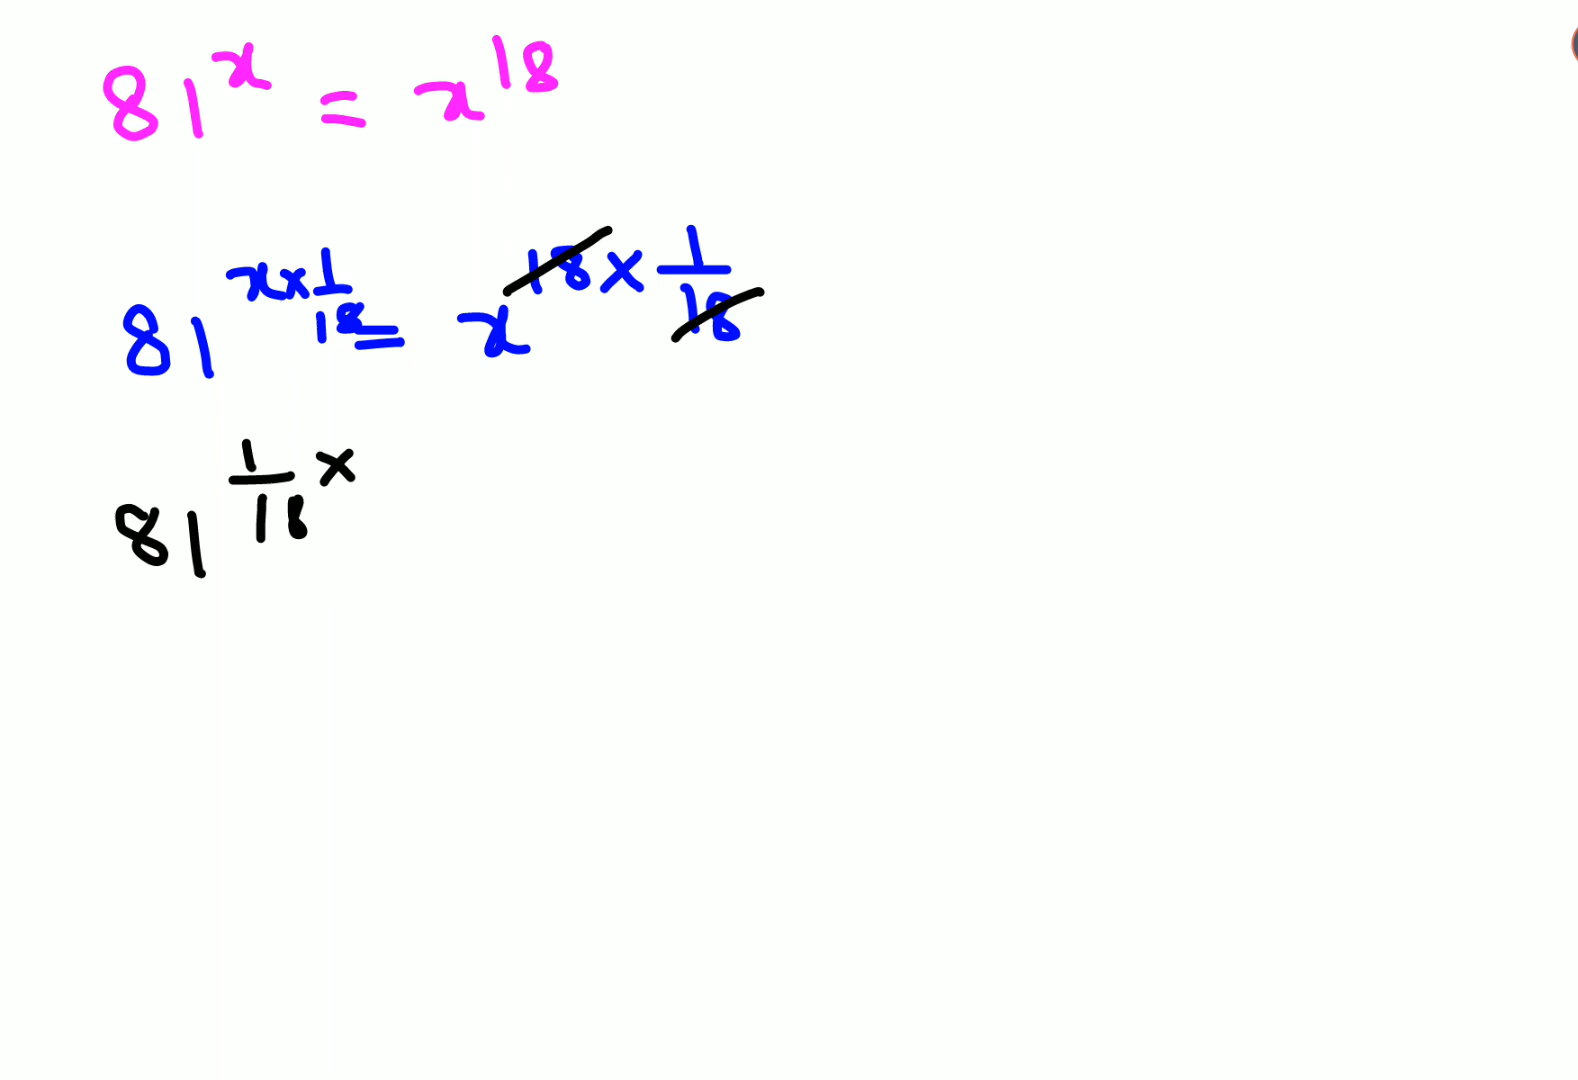 81^x = x^18
81^(x × 1/18) = x^(18 × 1/18)
81^(1/18 ×